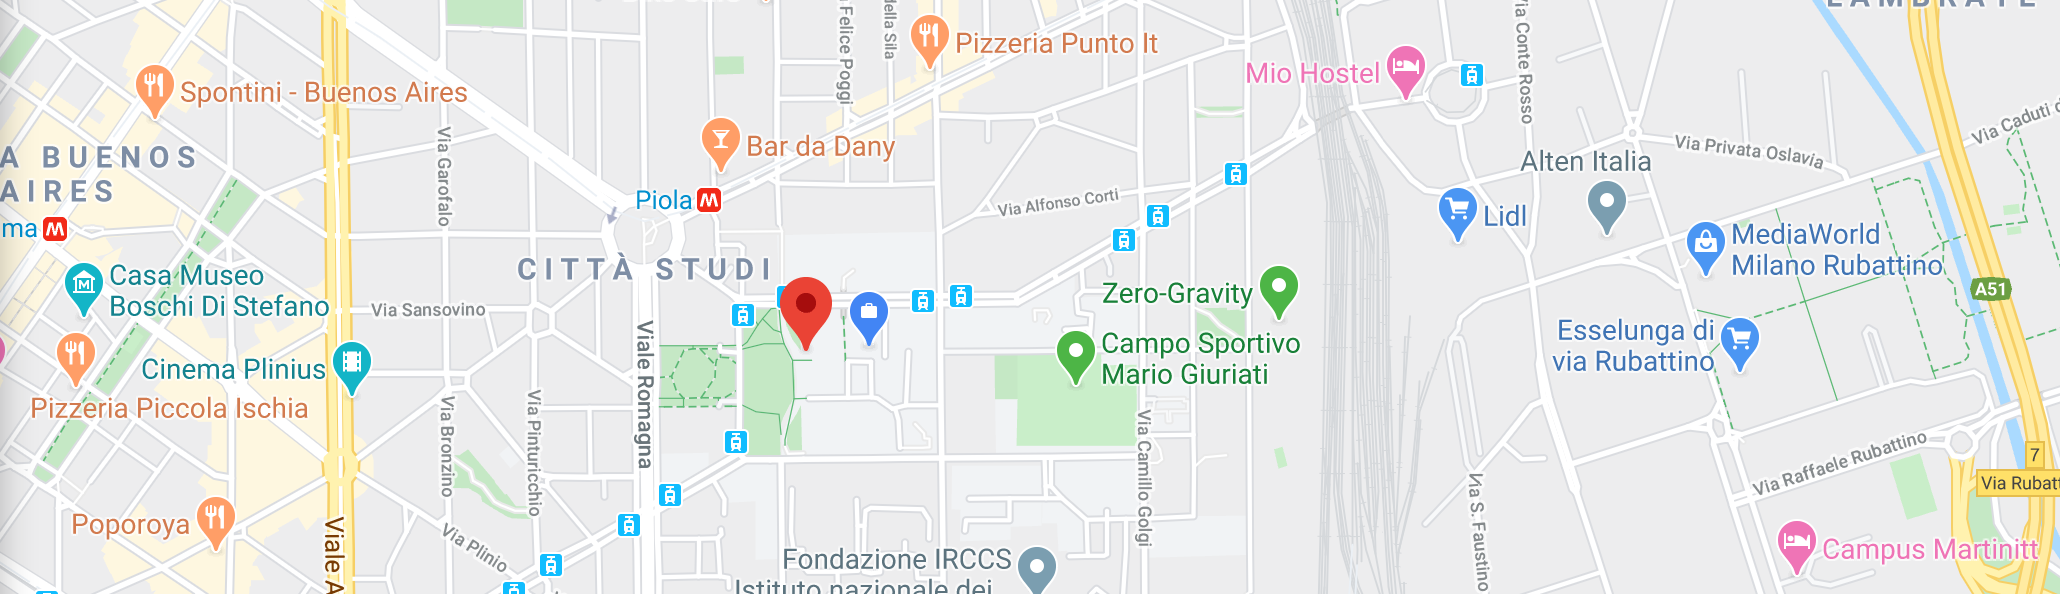 LAMBRATE
Via Felice Poggi
della Sila
Pizzeria Punto It
Via Conte Rosso
Mio Hostel
Spontini - Buenos Aires
Via Caduti d
Via Garofalo
Bar da Dany
Via Privata Oslavia
A BUENOS
AIRES
Alten Italia
Piola
M
Via Alfonso Corti
Lidl
ma
M
MediaWorld
Milano Rubattino
CITTÀ STUDI
Casa Museo
Boschi Di Stefano
A51
Zero-Gravity
Via Sansovino
Viale Romagna
Esselunga di
via Rubattino
Campo Sportivo
Mario Giuriati
Cinema Plinius
Pizzeria Piccola Ischia
Via Bronzino
Via Pinturicchio
Via Camillo Golgi
Via Raffaele Rubattino
7
Via Rubatt
Via S. Faustino
Poporoya
Viale A
Via Plinio
Campus Martinitt
Fondazione IRCCS
Istituto nazionale dei